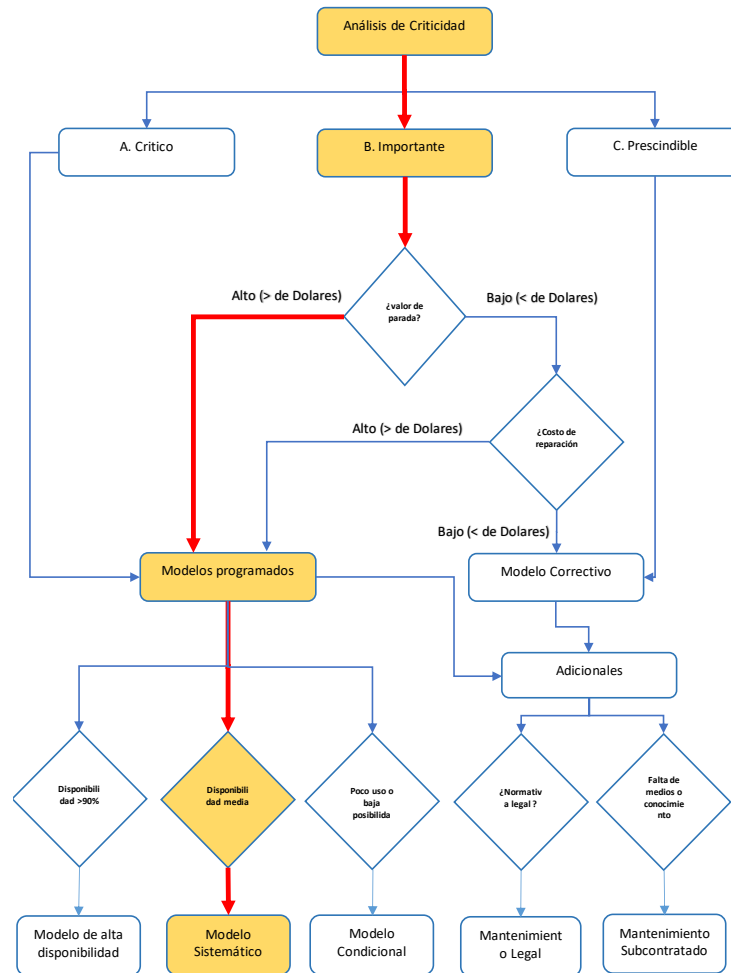 Análisis de Criticidad
A. Critico
B. Importante
C. Prescindible
Alto (> de Dolares)
Bajo (< de Dolares)
¿valor de
parada?
Alto (> de Dolares)
¿Costo de
reparación
Bajo (< de Dolares)
Modelos programados
Modelo Correctivo
Adicionales
Disponibili
dad >90%
Disponibili
dad media
Poco uso o
baja
posibilida
¿Normativ
a legal ?
Falta de
medios o
conocimie
nto
Modelo de alta
disponibilidad
Modelo
Sistemático
Modelo
Condicional
Mantenimient
o Legal
Mantenimiento
Subcontratado